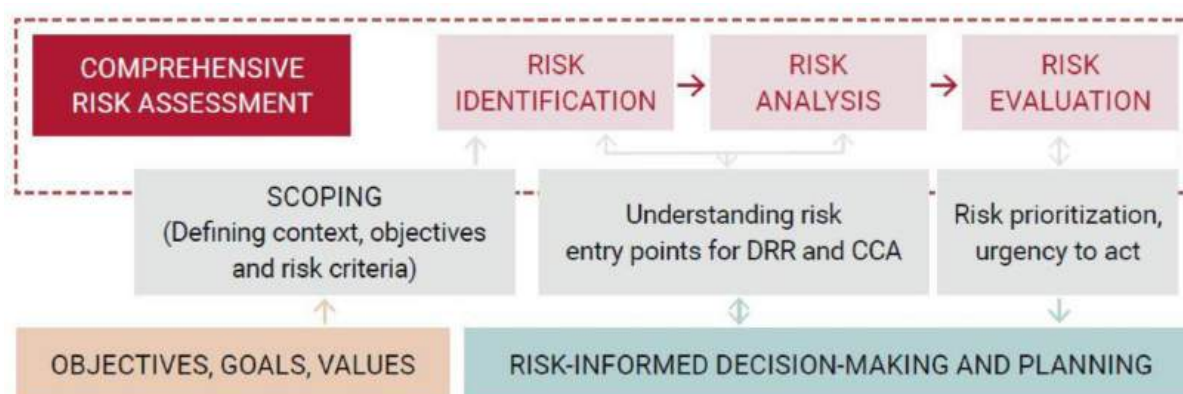 COMPREHENSIVE
RISK ASSESSMENT
RISK
IDENTIFICATION
RISK
ANALYSIS
RISK
EVALUATION
SCOPING
(Defining context, objectives
and risk criteria)
Understanding risk
entry points for DRR and CCA
Risk prioritization,
urgency to act
OBJECTIVES, GOALS, VALUES
RISK-INFORMED DECISION-MAKING AND PLANNING